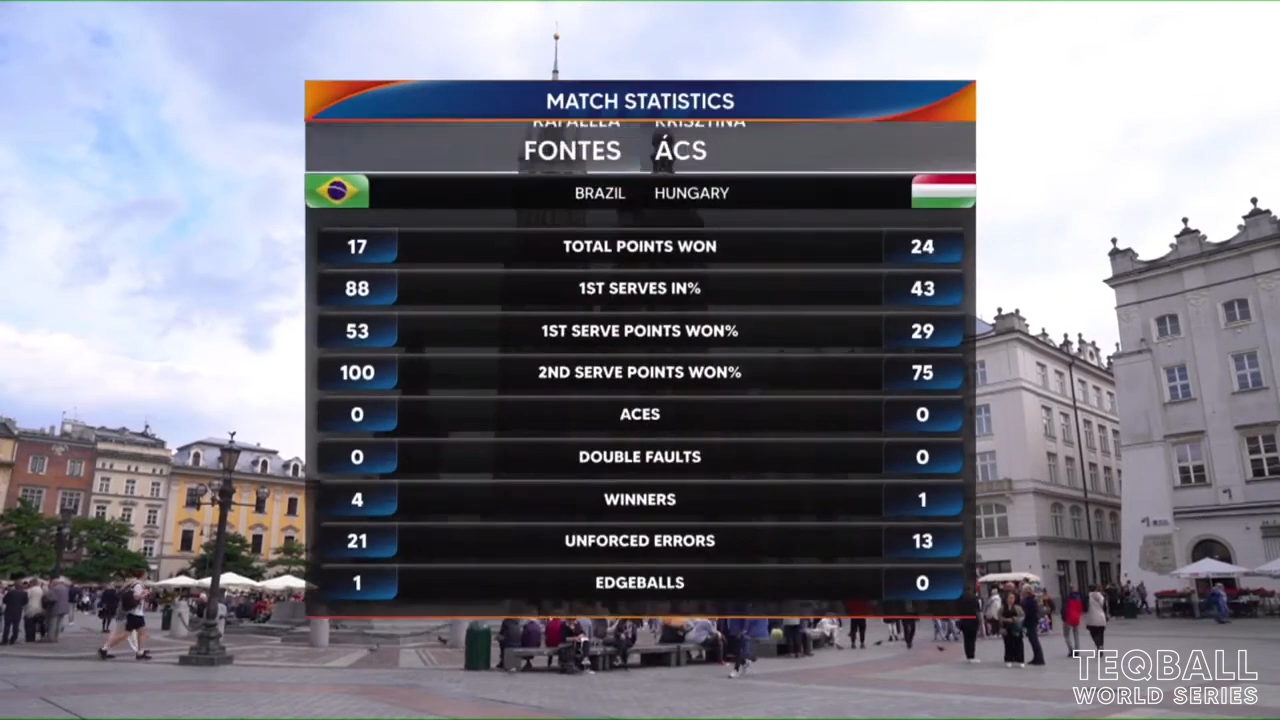 MATCH STATISTICS
RAFAELLA KRISZTINA
FONTES ÁCS
BRAZIL HUNGARY
17 TOTAL POINTS WON 24
88 1ST SERVES IN% 43
53 1ST SERVE POINTS WON% 29
100 2ND SERVE POINTS WON% 75
0 ACES 0
0 DOUBLE FAULTS 0
4 WINNERS 1
21 UNFORCED ERRORS 13
1 EDGEBALLS 0
TEQBALL
WORLD SERIES